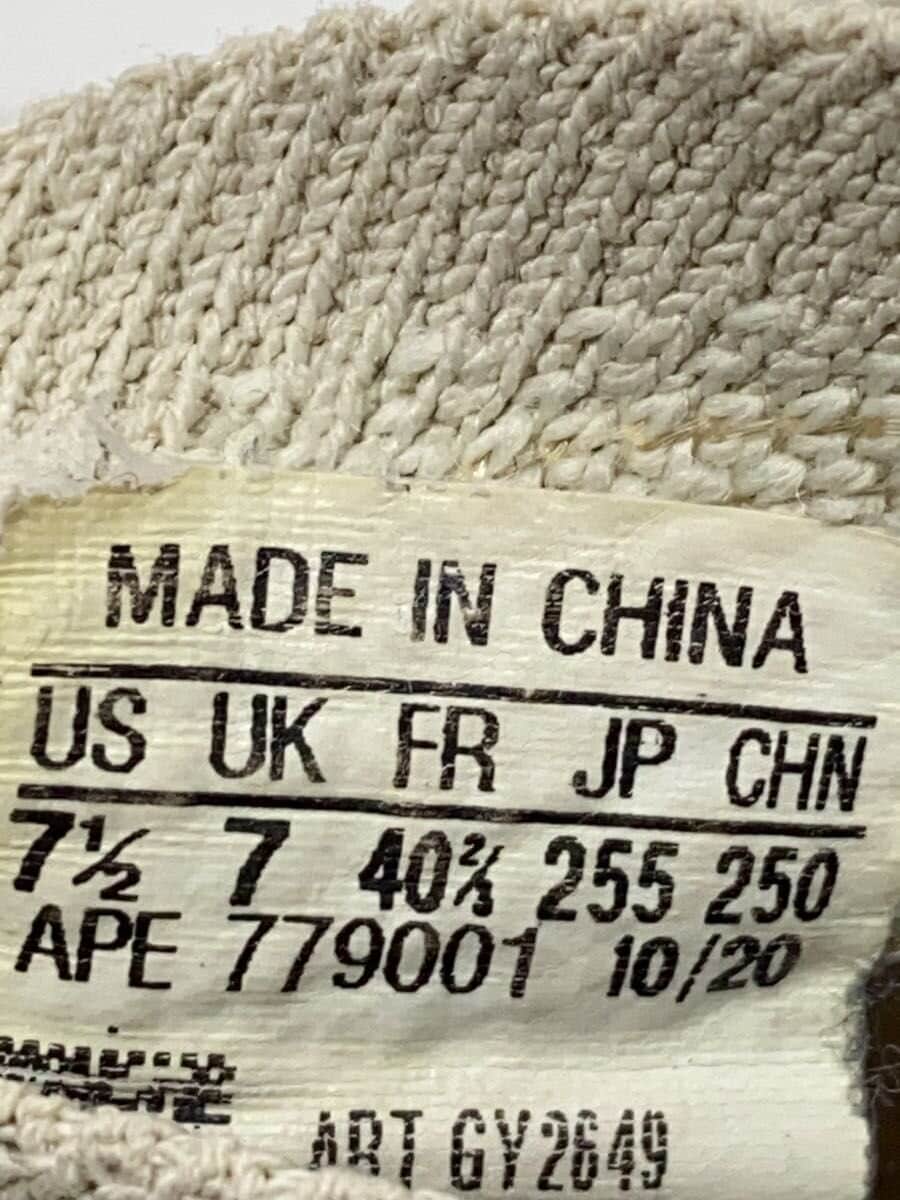 MADE IN CHINA
US UK FR JP CHN
7½ 7 40⅔ 255 250
APE 779001 10/20
ART GY2649